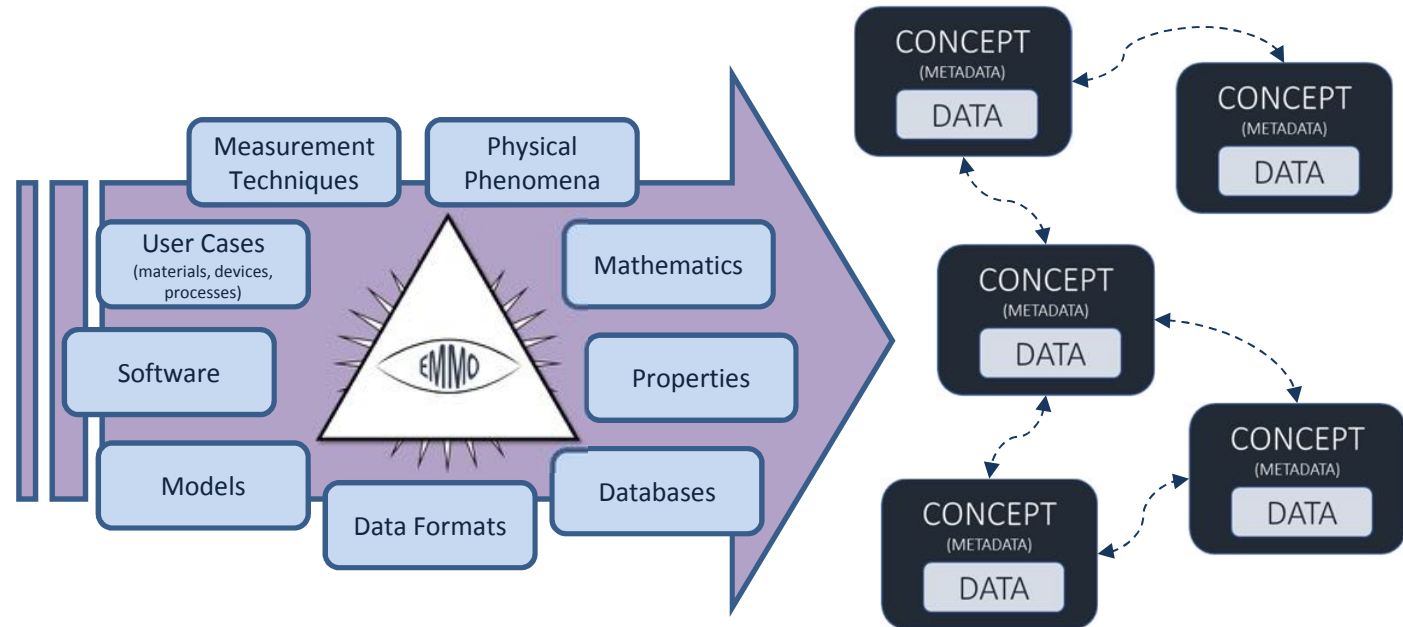 Measurement
Techniques
Physical
Phenomena
User Cases
(materials, devices,
processes)
Mathematics
Software
EMMO
Properties
Models
Data Formats
Databases
CONCEPT
(METADATA)
DATA
CONCEPT
(METADATA)
DATA
CONCEPT
(METADATA)
DATA
CONCEPT
(METADATA)
DATA
CONCEPT
(METADATA)
DATA